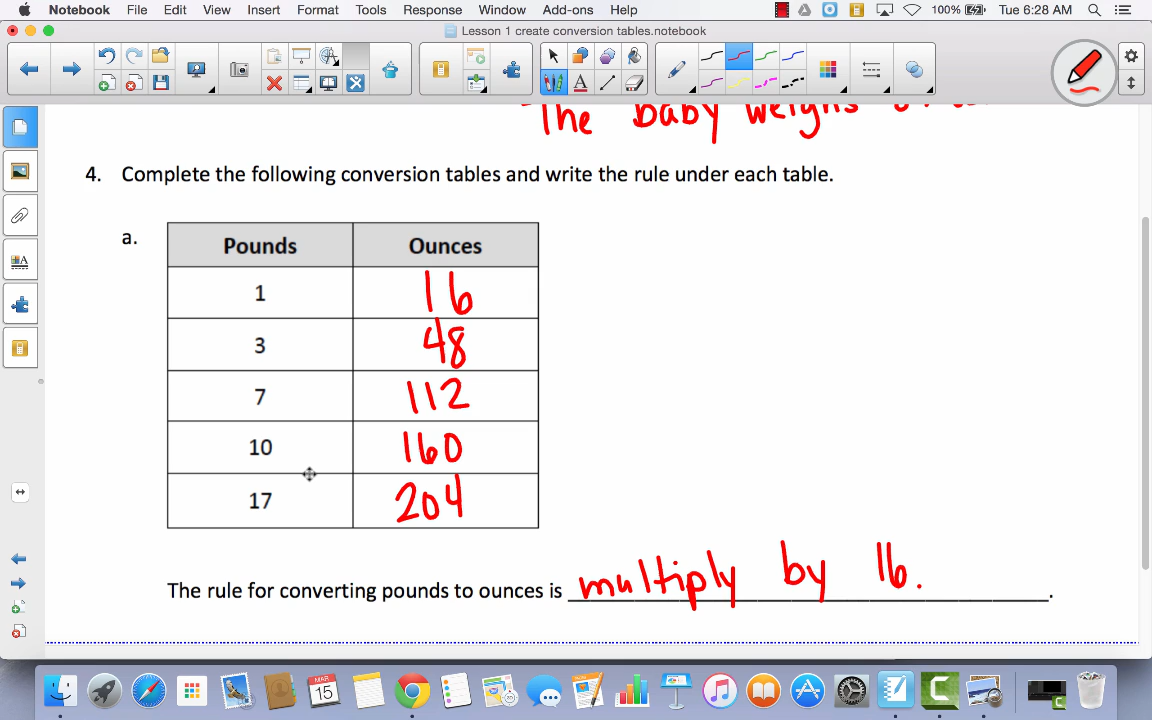 Notebook File Edit View Insert Format Tools Response Window Add-ons Help 100% Tue 6:28 AM
Lesson 1 create conversion tables.notebook
The baby weighs
4. Complete the following conversion tables and write the rule under each table.
a.
Pounds Ounces
1 16
3 48
7 112
10 160
17 204
The rule for converting pounds to ounces is multiply by 16.
MAR
15